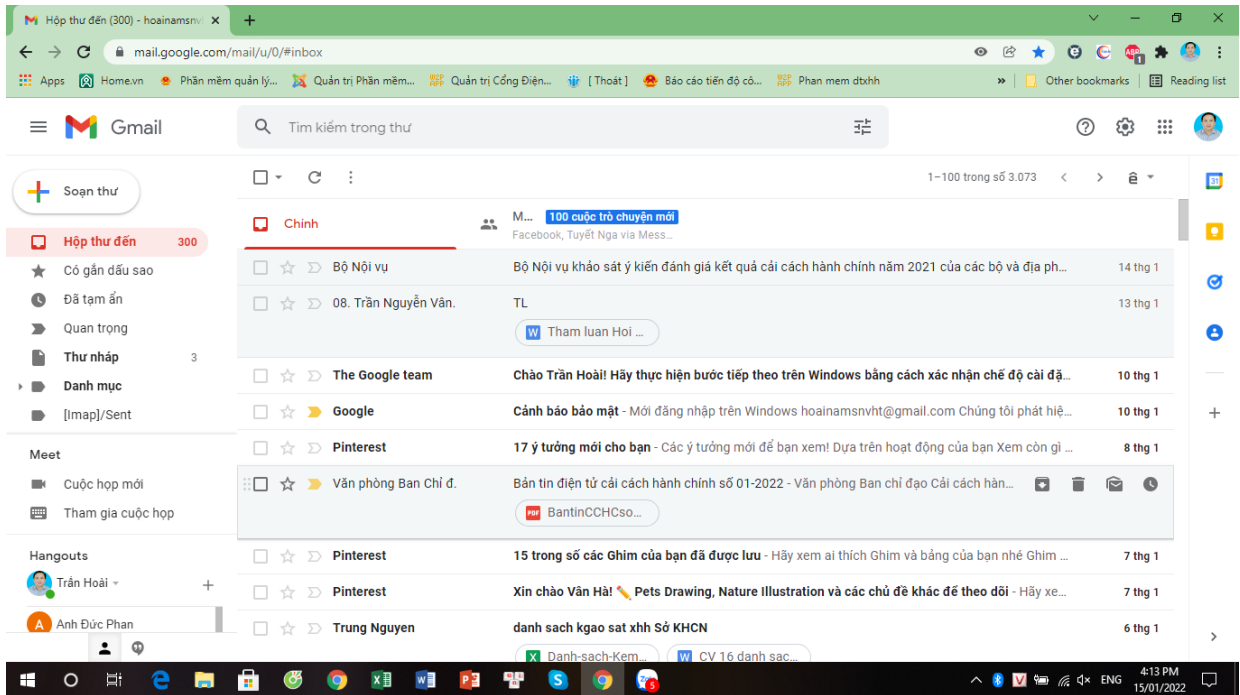 Hộp thư đến (300) - hoainamsnv
mail.google.com/mail/u/0/#inbox
Apps Home.vn Phần mềm quản lý... Quản trị Phần mềm... Quản trị Cổng Điện... [ Thoát ] Báo cáo tiến độ cô... Phan mem dtxhh » Other bookmarks Reading list
Gmail
Tìm kiếm trong thư
Soạn thư
1–100 trong số 3.073
Chính
M... 100 cuộc trò chuyện mới
Facebook, Tuyết Nga via Mess...
Hộp thư đến 300
Có gắn dấu sao
Đã tạm ẩn
Quan trọng
Thư nháp 3
Danh mục
[Imap]/Sent
Meet
Cuộc họp mới
Tham gia cuộc họp
Hangouts
Trần Hoài
A Anh Đức Phan
Bộ Nội vụ Bộ Nội vụ khảo sát ý kiến đánh giá kết quả cải cách hành chính năm 2021 của các bộ và địa ph... 14 thg 1
08. Trần Nguyễn Vân. TL 13 thg 1
W Tham luan Hoi ...
The Google team Chào Trần Hoài! Hãy thực hiện bước tiếp theo trên Windows bằng cách xác nhận chế độ cài đặ... 10 thg 1
Google Cảnh báo bảo mật - Mới đăng nhập trên Windows hoainamsnvht@gmail.com Chúng tôi phát hiệ... 10 thg 1
Pinterest 17 ý tưởng mới cho bạn - Các ý tưởng mới để bạn xem! Dựa trên hoạt động của bạn Xem còn gì ... 8 thg 1
Văn phòng Ban Chỉ đ. Bản tin điện tử cải cách hành chính số 01-2022 - Văn phòng Ban chỉ đạo Cải cách hàn...
PDF BantinCCHCso...
Pinterest 15 trong số các Ghim của bạn đã được lưu - Hãy xem ai thích Ghim và bảng của bạn nhé Ghim ... 7 thg 1
Pinterest Xin chào Vân Hà! ✏️ Pets Drawing, Nature Illustration và các chủ đề khác để theo dõi - Hãy xe... 7 thg 1
Trung Nguyen danh sach kgao sat xhh Sở KHCN 6 thg 1
X Danh-sach-Kem... W CV 16 danh sac...
ENG
4:13 PM
15/01/2022